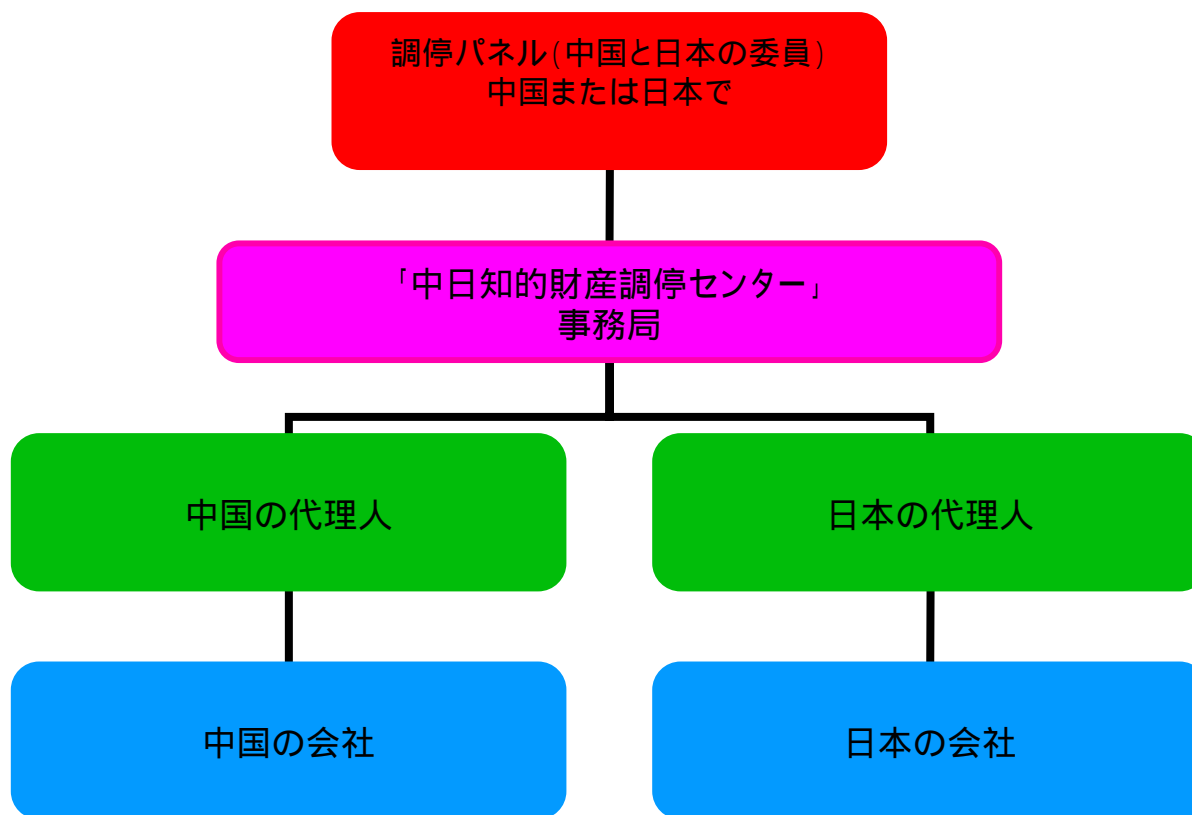 調停パネル(中国と日本の委員)
中国または日本で
「中日知的財産調停センター」
事務局
中国の代理人
日本の代理人
中国の会社
日本の会社